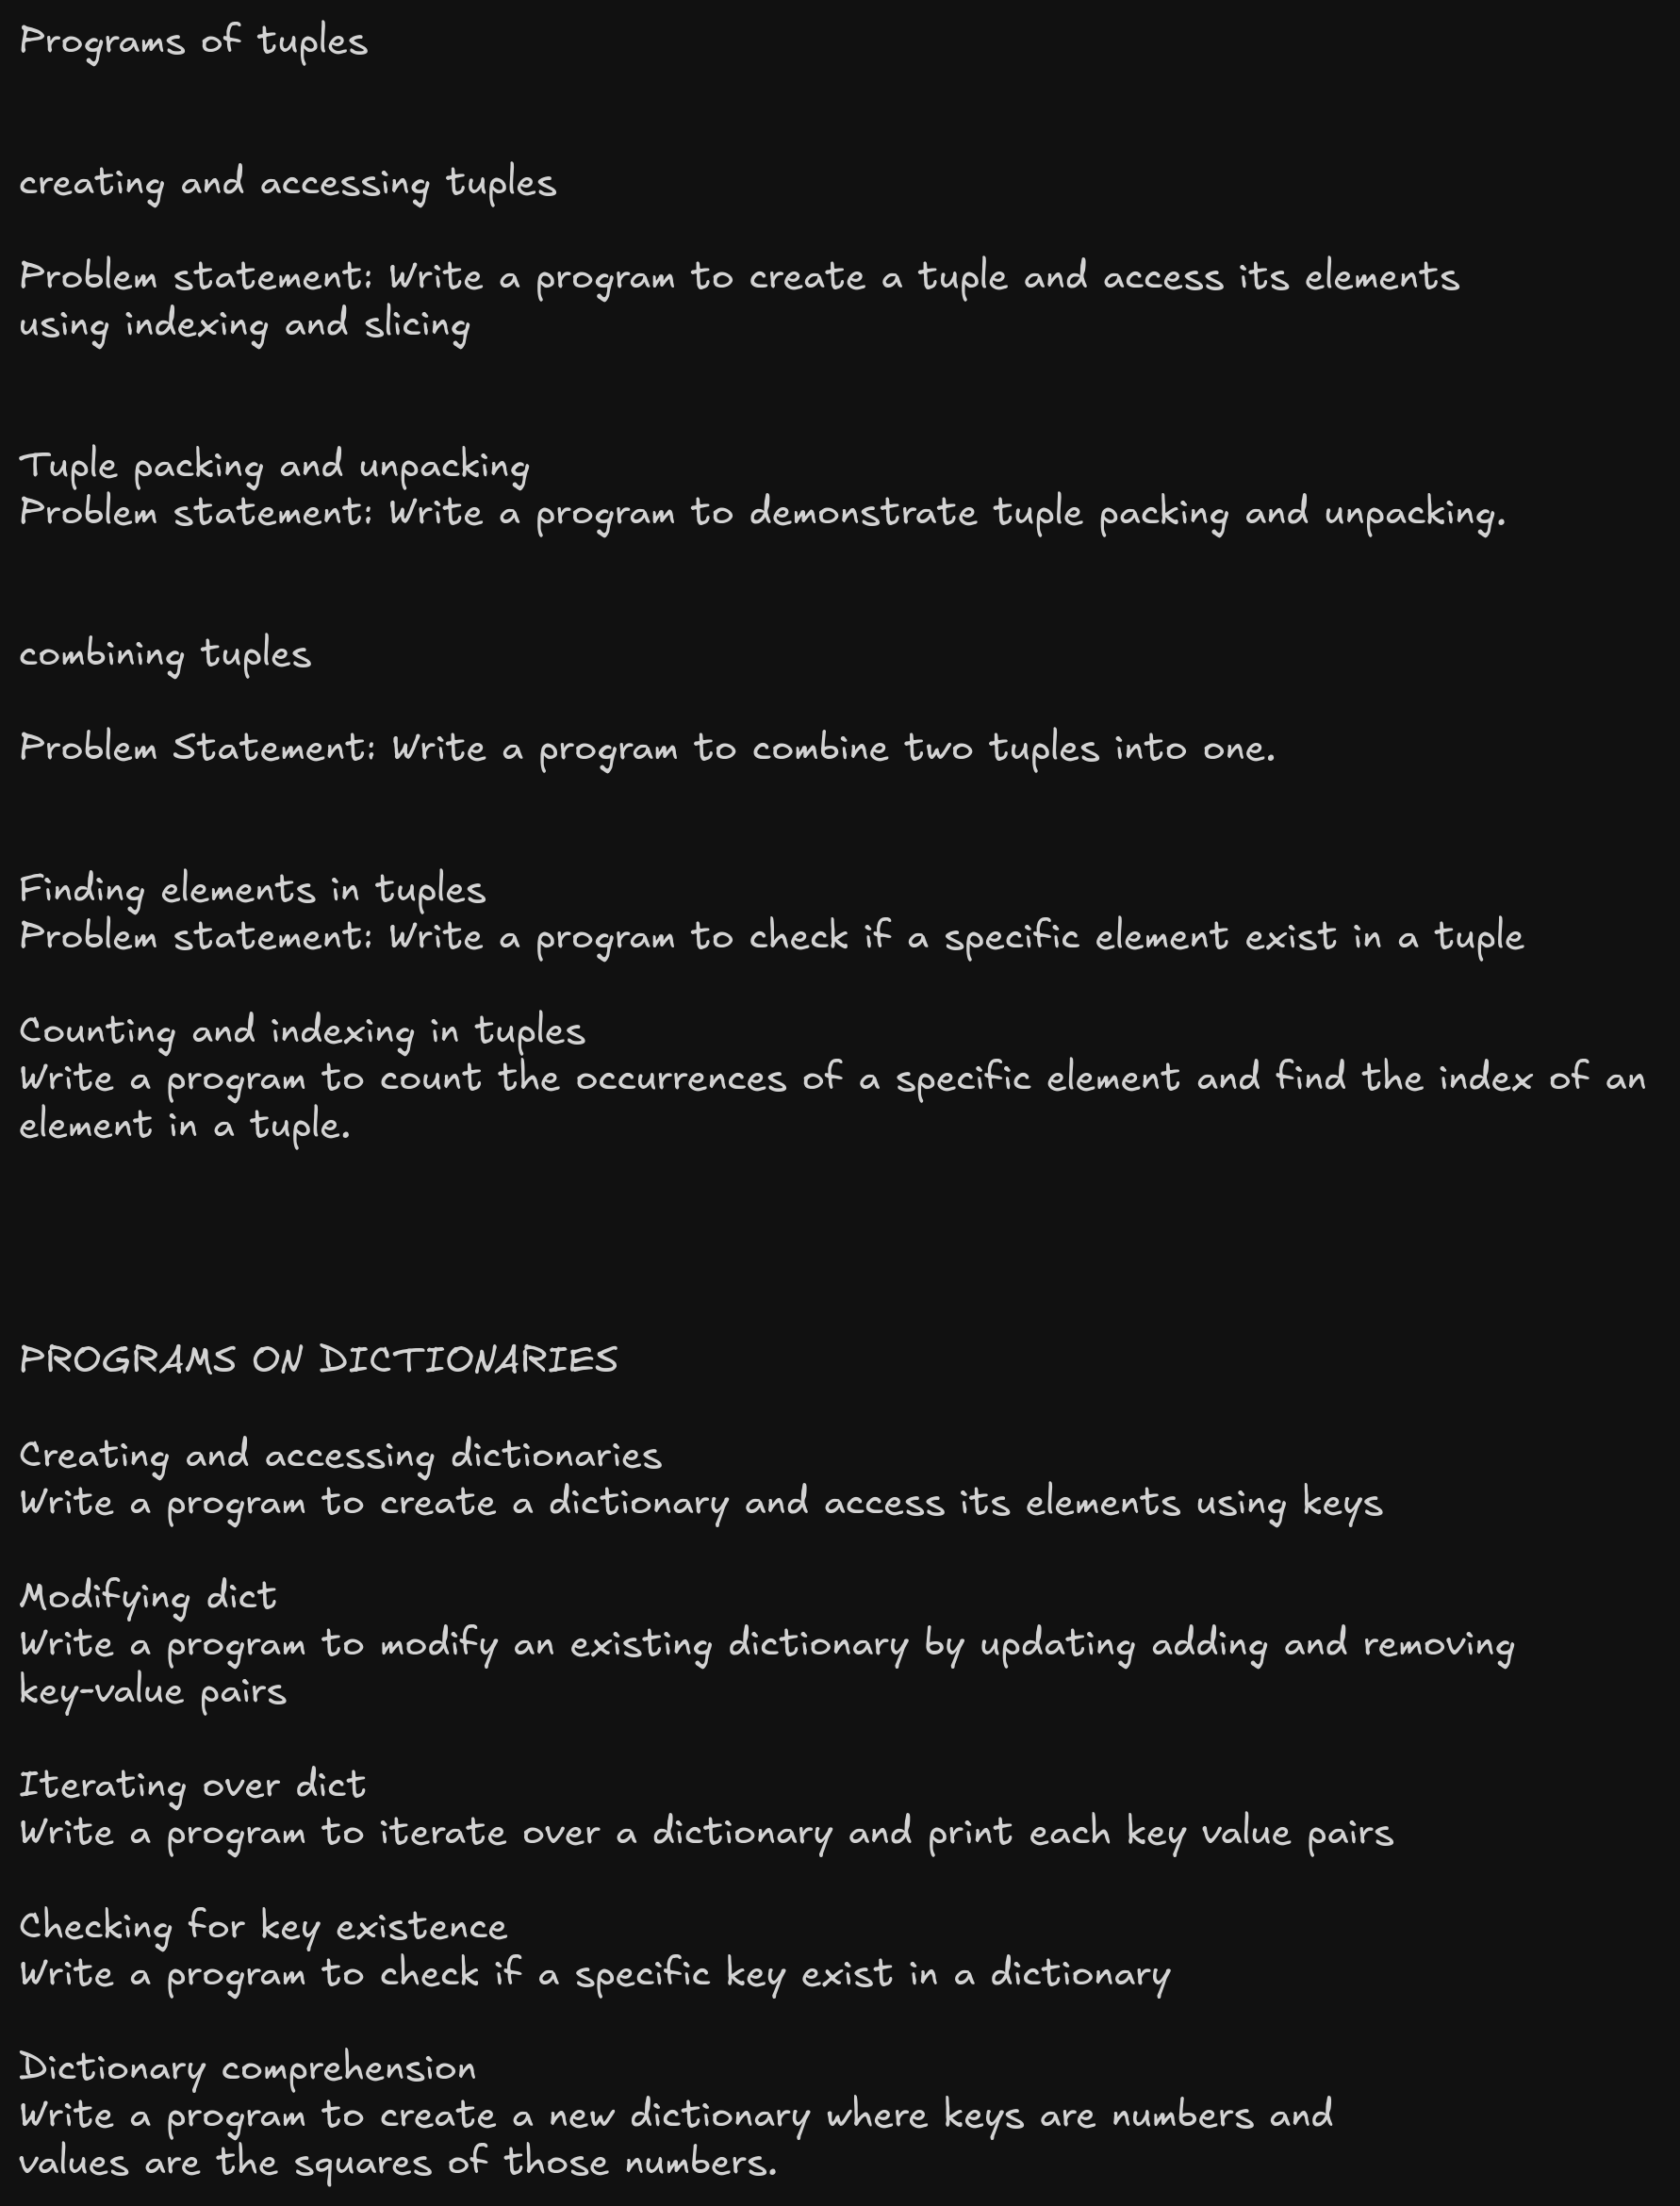 Programs of tuples
creating and accessing tuples
Problem statement: Write a program to create a tuple and access its elements
using indexing and slicing
Tuple packing and unpacking
Problem statement: Write a program to demonstrate tuple packing and unpacking.
combining tuples
Problem Statement: Write a program to combine two tuples into one.
Finding elements in tuples
Problem statement: Write a program to check if a specific element exist in a tuple
Counting and indexing in tuples
Write a program to count the occurrences of a specific element and find the index of an
element in a tuple.
PROGRAMS ON DICTIONARIES
Creating and accessing dictionaries
Write a program to create a dictionary and access its elements using keys
Modifying dict
Write a program to modify an existing dictionary by updating adding and removing
key-value pairs
Iterating over dict
Write a program to iterate over a dictionary and print each key value pairs
Checking for key existence
Write a program to check if a specific key exist in a dictionary
Dictionary comprehension
Write a program to create a new dictionary where keys are numbers and
values are the squares of those numbers.